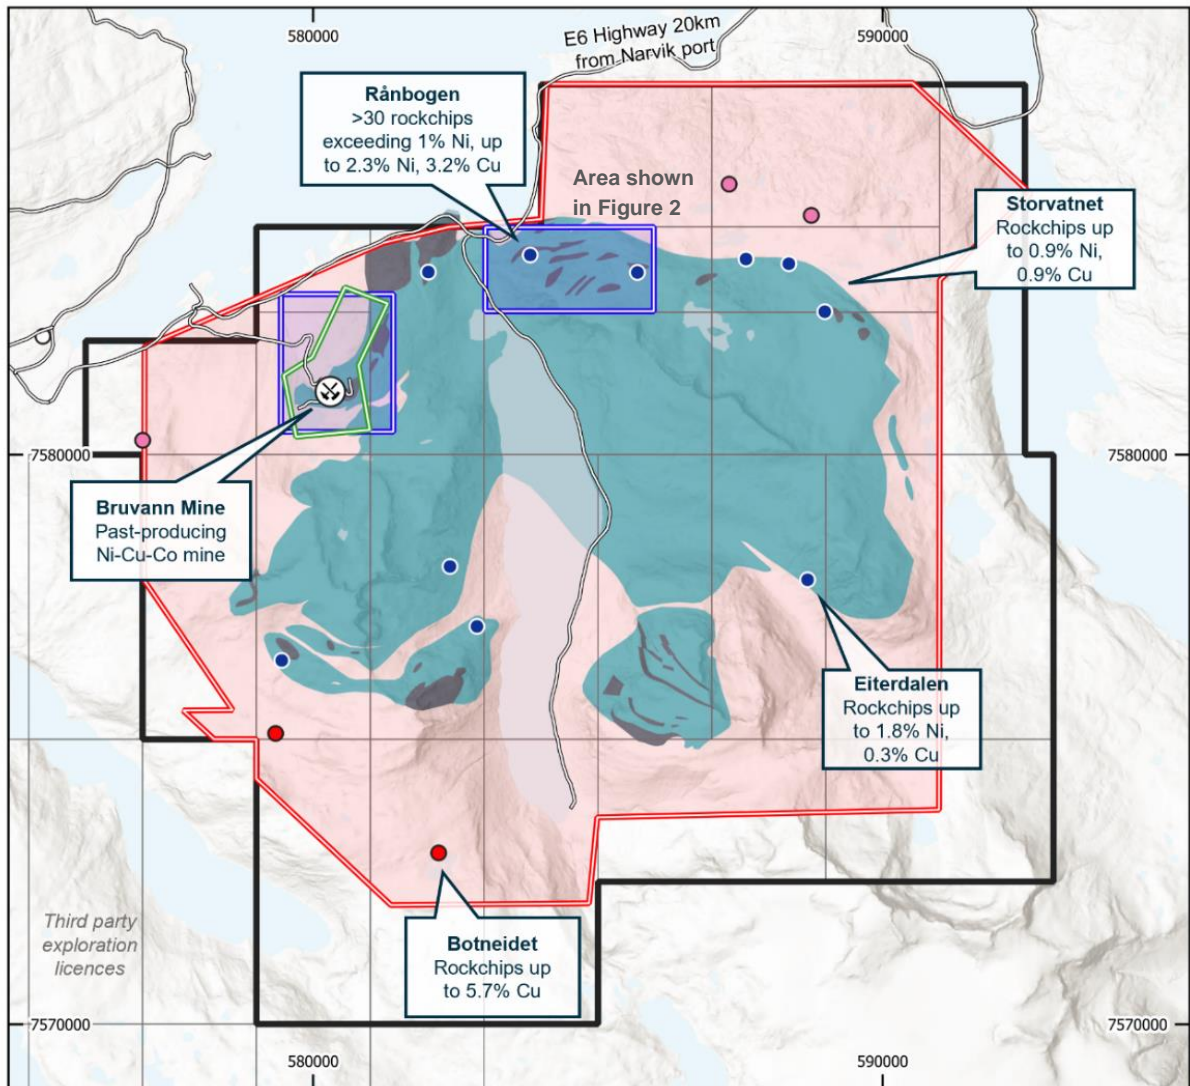 580000
590000
E6 Highway 20km
from Narvik port
Rånbogen
>30 rockchips
exceeding 1% Ni, up
to 2.3% Ni, 3.2% Cu
Area shown
in Figure 2
Storvatnet
Rockchips up
to 0.9% Ni,
0.9% Cu
7580000
7580000
Bruvann Mine
Past-producing
Ni-Cu-Co mine
Eiterdalen
Rockchips up
to 1.8% Ni,
0.3% Cu
Third party
exploration
licences
Botneidet
Rockchips up
to 5.7% Cu
7570000
7570000
580000
590000